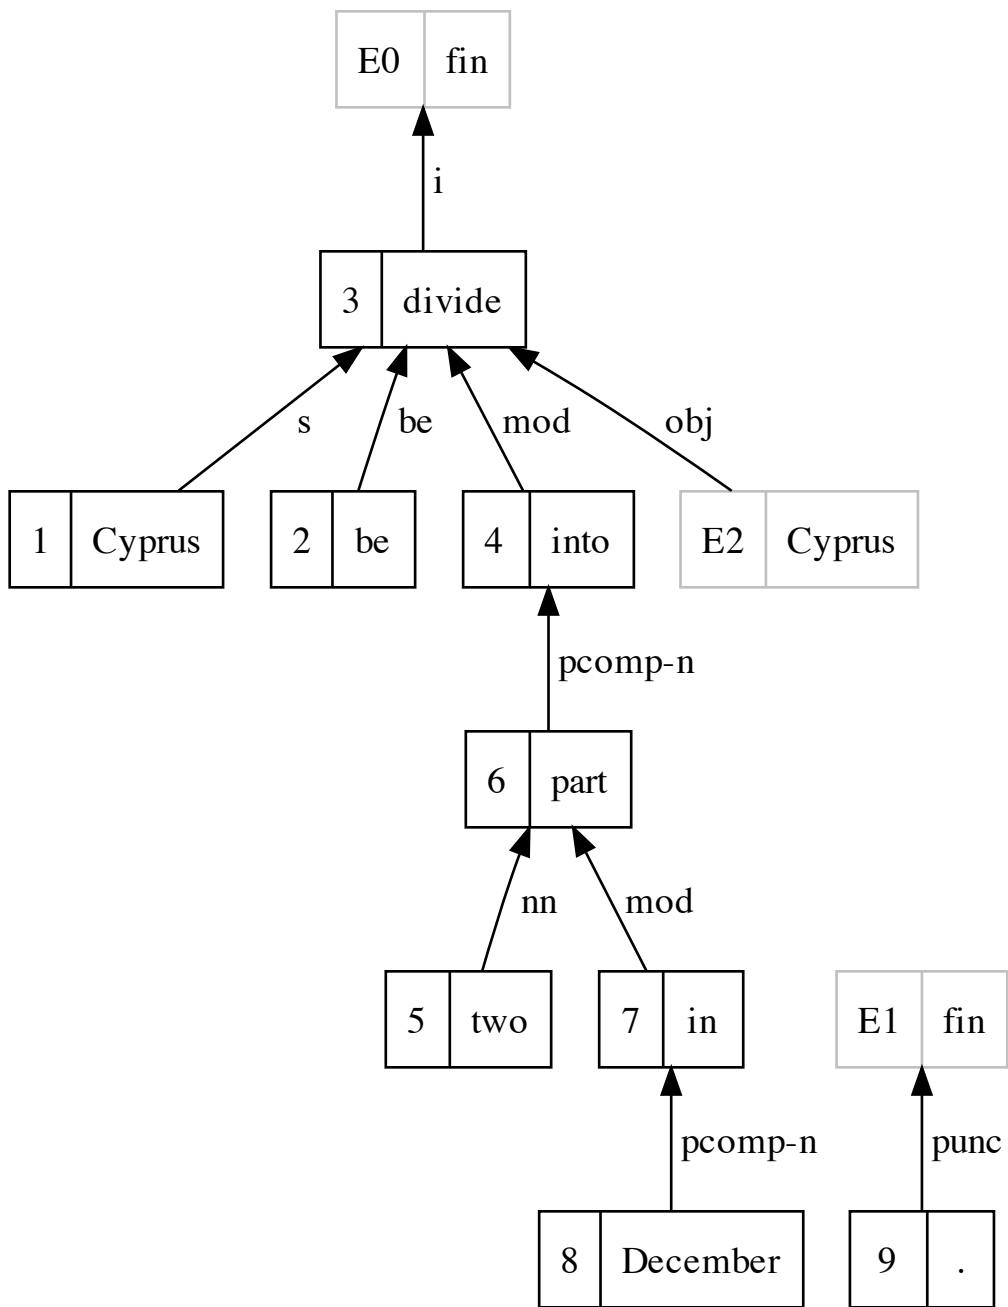 E0 fin
i
3 divide
s be mod obj
1 Cyprus 2 be 4 into E2 Cyprus
pcomp-n
6 part
nn mod
5 two 7 in E1 fin
pcomp-n punc
8 December 9 .